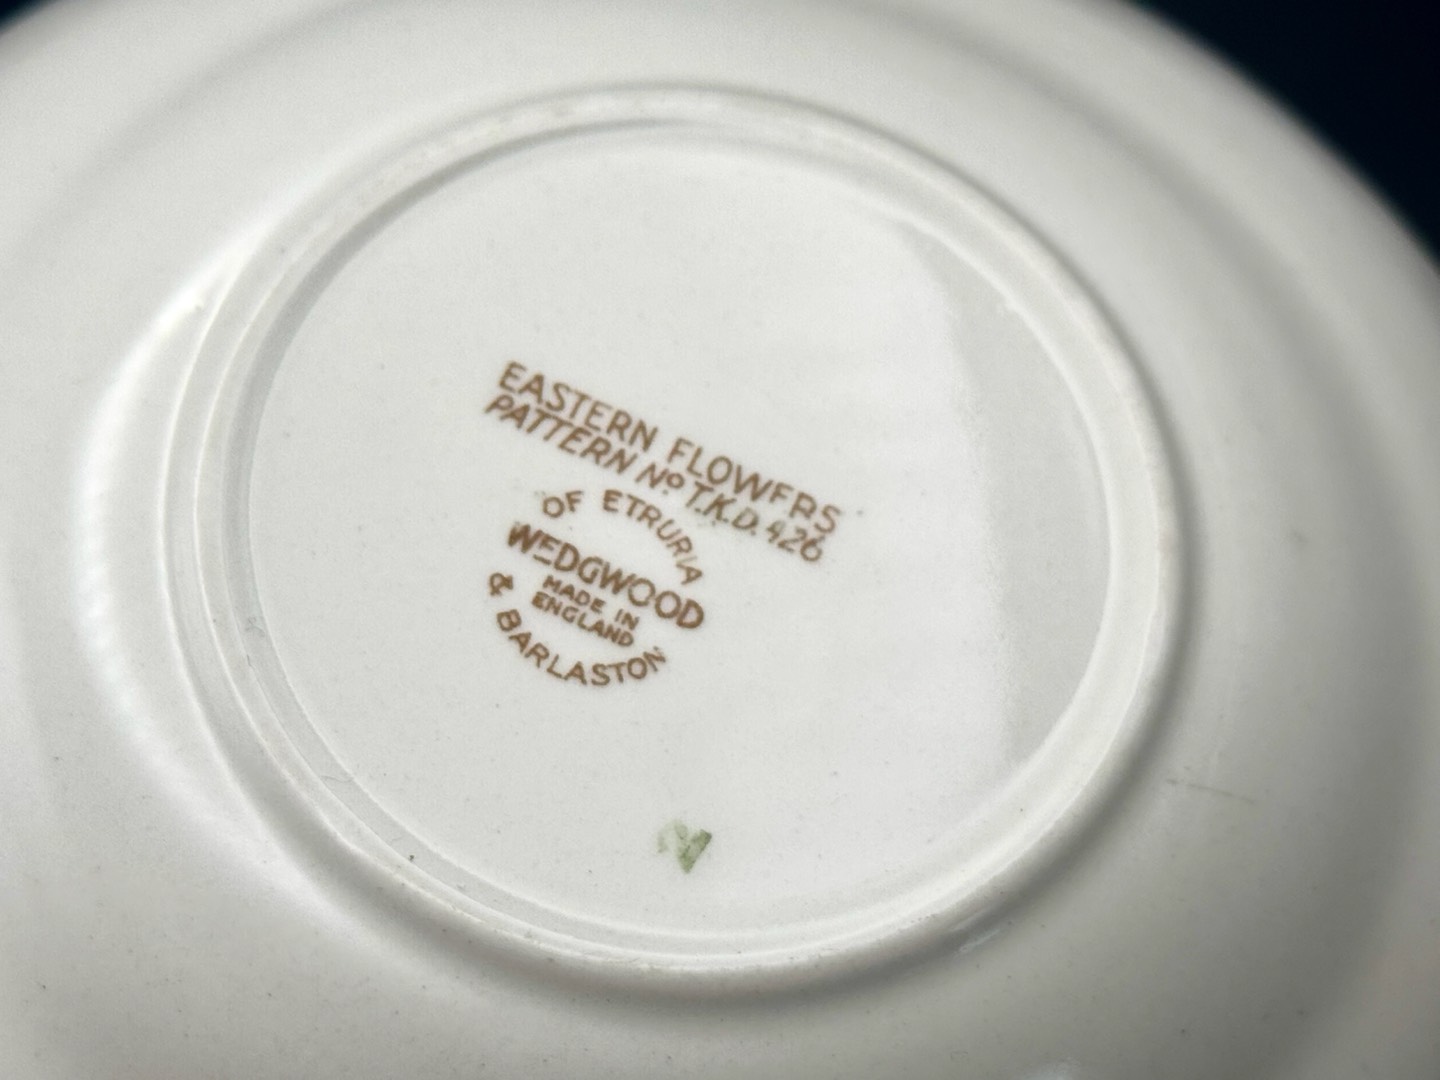 EASTERN FLOWERS
PATTERN No T.K.D. 426
OF ETRURIA
WEDGWOOD
MADE IN
ENGLAND
& BARLASTON